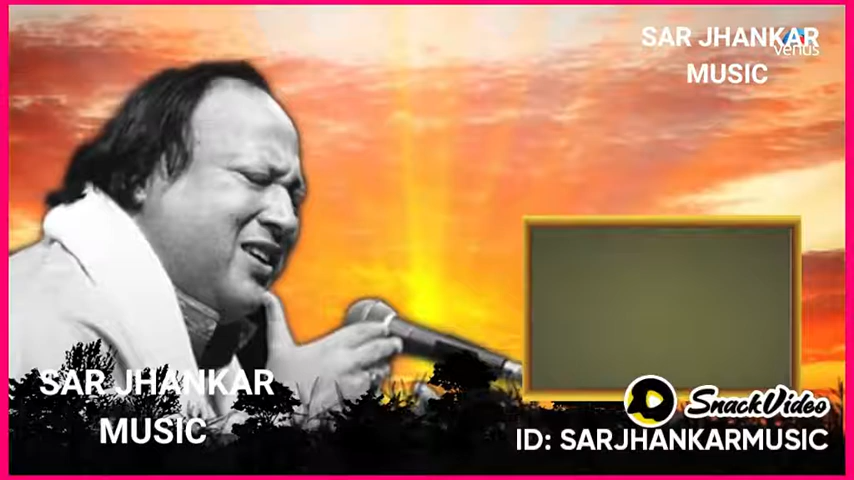 SAR JHANKAR
venus
MUSIC
SAR JHANKAR
MUSIC
SnackVideo
ID: SARJHANKARMUSIC